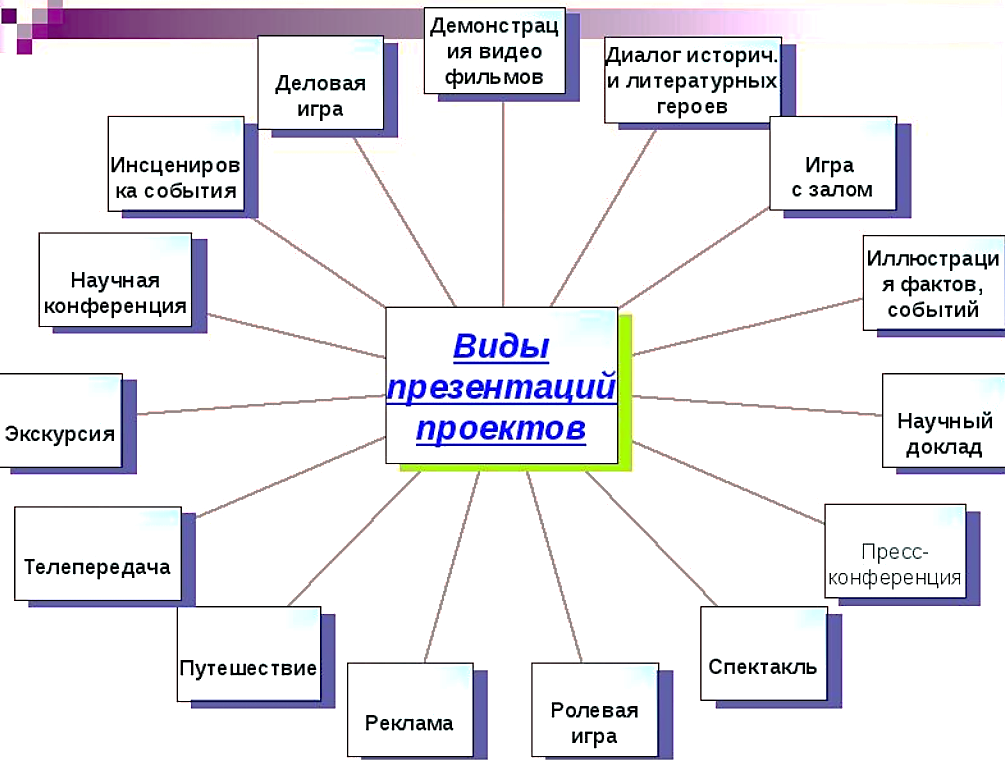 Демонстрац
ия видео
фильмов
Диалог историч.
и литературных
героев
Деловая
игра
Игра
с залом
Инсцениров
ка события
Иллюстраци
я фактов,
событий
Научная
конференция
Виды
презентаций
проектов
Экскурсия
Научный
доклад
Телепередача
Пресс-
конференция
Путешествие
Спектакль
Реклама
Ролевая
игра